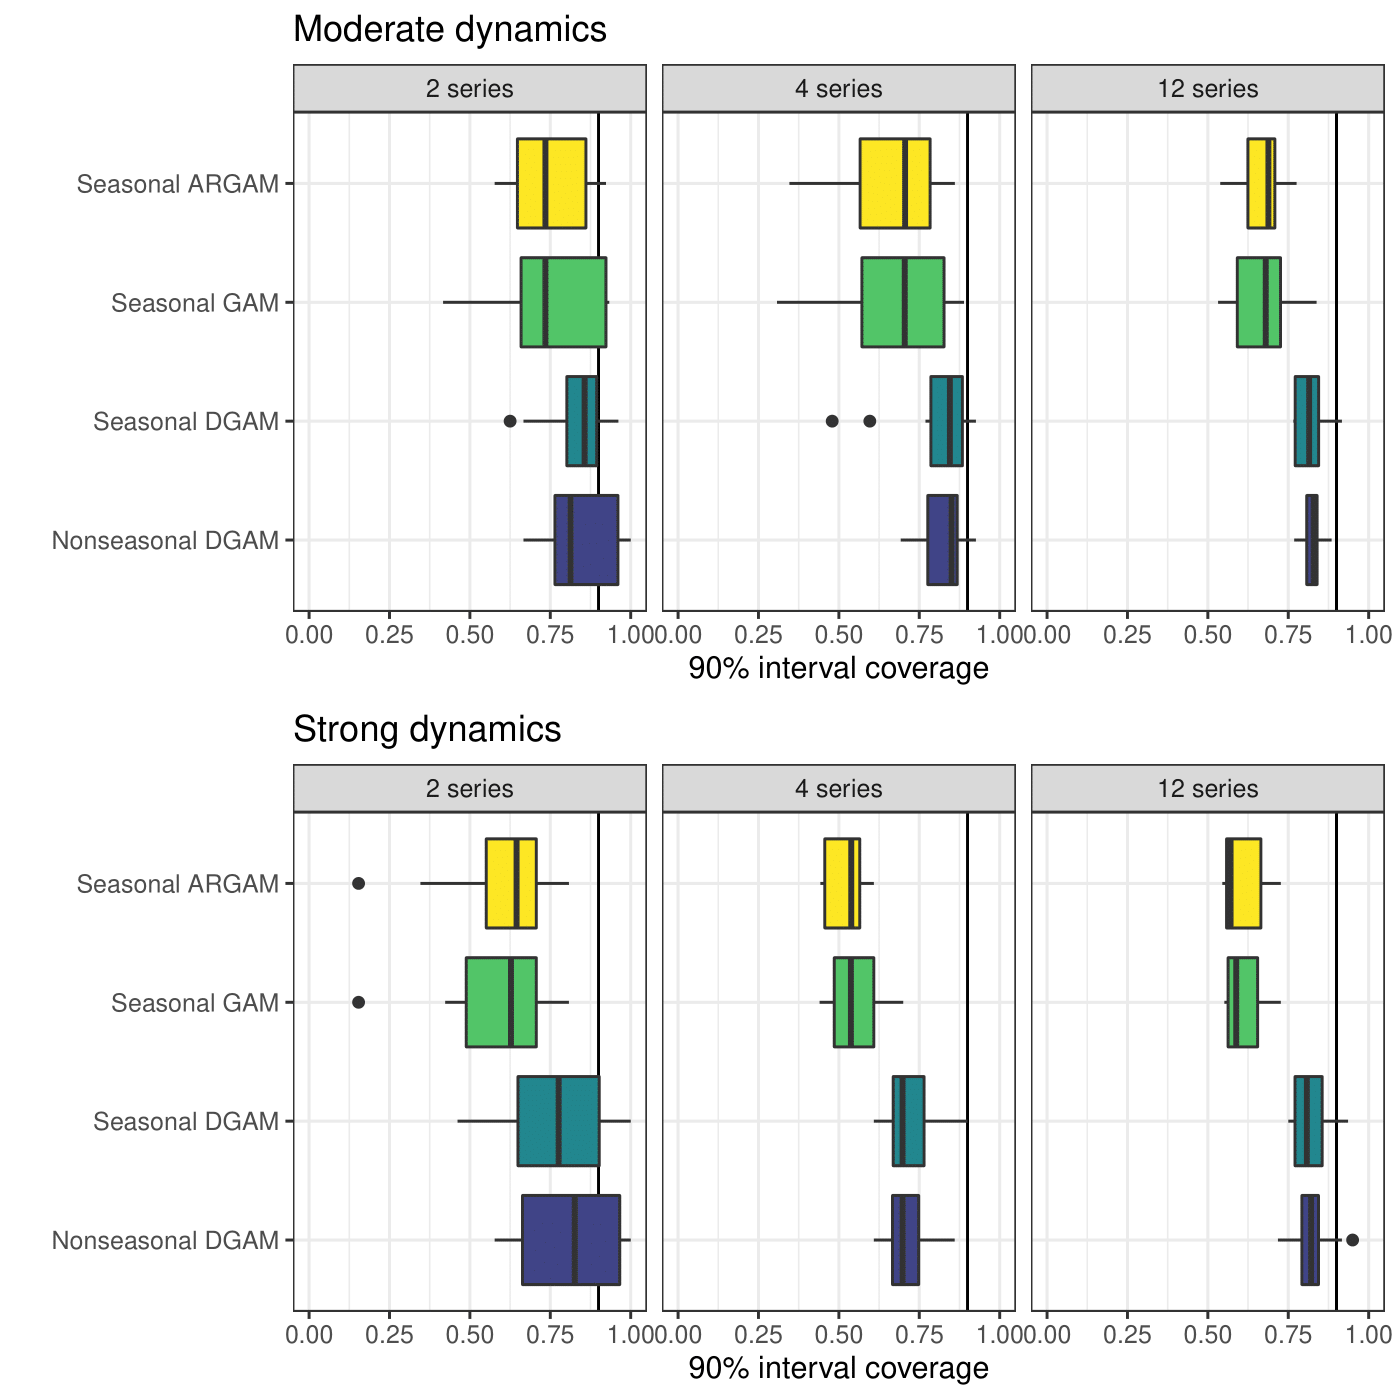 Moderate dynamics
2 series 4 series 12 series
Seasonal ARGAM
Seasonal GAM
Seasonal DGAM
Nonseasonal DGAM
0.00 0.25 0.50 0.75 1.00 0.00 0.25 0.50 0.75 1.00 0.00 0.25 0.50 0.75 1.00
90% interval coverage
Strong dynamics
2 series 4 series 12 series
Seasonal ARGAM
Seasonal GAM
Seasonal DGAM
Nonseasonal DGAM
0.00 0.25 0.50 0.75 1.00 0.00 0.25 0.50 0.75 1.00 0.00 0.25 0.50 0.75 1.00
90% interval coverage